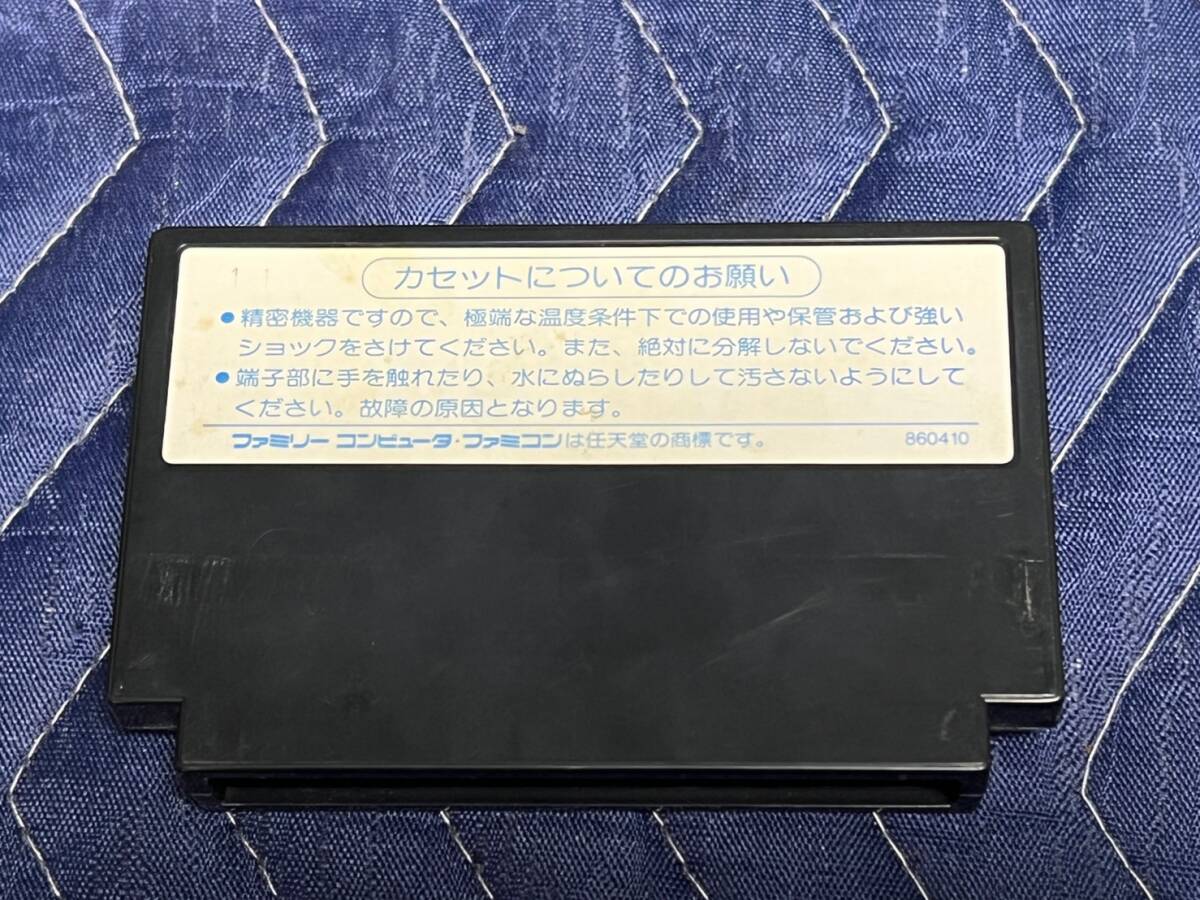 カセットについてのお願い
●精密機器ですので、極端な温度条件下での使用や保管および強い
ショックをさけてください。また、絶対に分解しないでください。
●端子部に手を触れたり、水にぬらしたりして汚さないようにして
ください。故障の原因となります。
ファミリー コンピュータ・ファミコンは任天堂の商標です。 860410